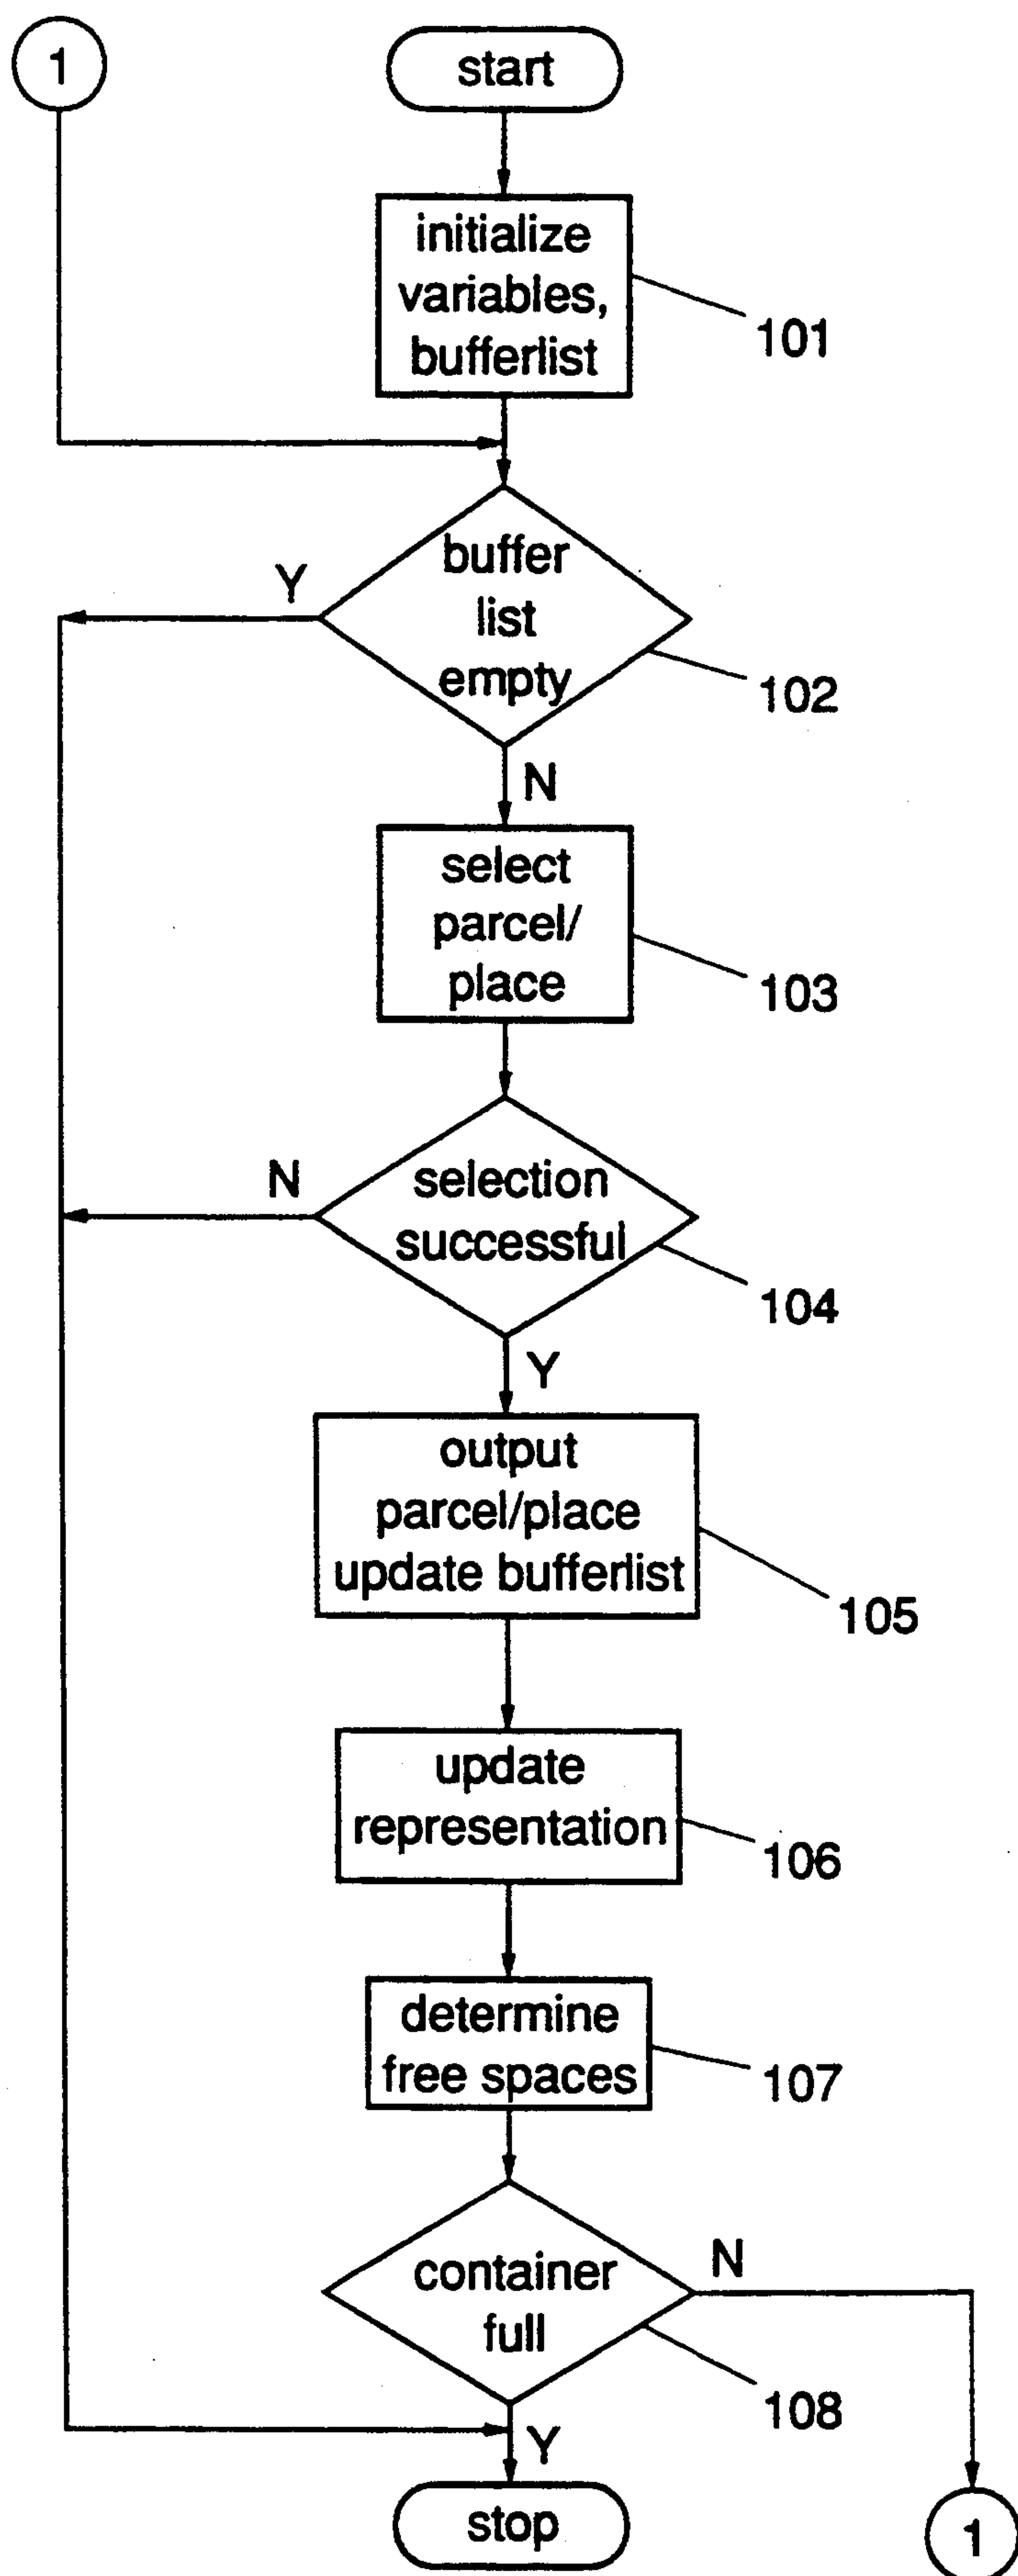 1
start
initialize
variables,
bufferlist
101
buffer
list
empty
Y
102
N
select
parcel/
place
103
selection
successful
N
104
Y
output
parcel/place
update bufferlist
105
update
representation
106
determine
free spaces
107
container
full
N
108
Y
stop
1